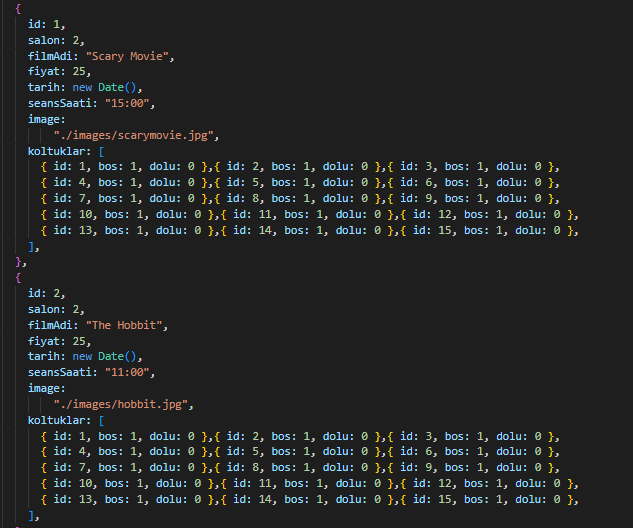 {
id: 1,
salon: 2,
filmAdi: "Scary Movie",
fiyat: 25,
tarih: new Date(),
seansSaati: "15:00",
image:
"./images/scarymovie.jpg",
koltuklar: [
{ id: 1, bos: 1, dolu: 0 },{ id: 2, bos: 1, dolu: 0 },{ id: 3, bos: 1, dolu: 0 },
{ id: 4, bos: 1, dolu: 0 },{ id: 5, bos: 1, dolu: 0 },{ id: 6, bos: 1, dolu: 0 },
{ id: 7, bos: 1, dolu: 0 },{ id: 8, bos: 1, dolu: 0 },{ id: 9, bos: 1, dolu: 0 },
{ id: 10, bos: 1, dolu: 0 },{ id: 11, bos: 1, dolu: 0 },{ id: 12, bos: 1, dolu: 0 },
{ id: 13, bos: 1, dolu: 0 },{ id: 14, bos: 1, dolu: 0 },{ id: 15, bos: 1, dolu: 0 },
],
},
{
id: 2,
salon: 2,
filmAdi: "The Hobbit",
fiyat: 25,
tarih: new Date(),
seansSaati: "11:00",
image:
"./images/hobbit.jpg",
koltuklar: [
{ id: 1, bos: 1, dolu: 0 },{ id: 2, bos: 1, dolu: 0 },{ id: 3, bos: 1, dolu: 0 },
{ id: 4, bos: 1, dolu: 0 },{ id: 5, bos: 1, dolu: 0 },{ id: 6, bos: 1, dolu: 0 },
{ id: 7, bos: 1, dolu: 0 },{ id: 8, bos: 1, dolu: 0 },{ id: 9, bos: 1, dolu: 0 },
{ id: 10, bos: 1, dolu: 0 },{ id: 11, bos: 1, dolu: 0 },{ id: 12, bos: 1, dolu: 0 },
{ id: 13, bos: 1, dolu: 0 },{ id: 14, bos: 1, dolu: 0 },{ id: 15, bos: 1, dolu: 0 },
],